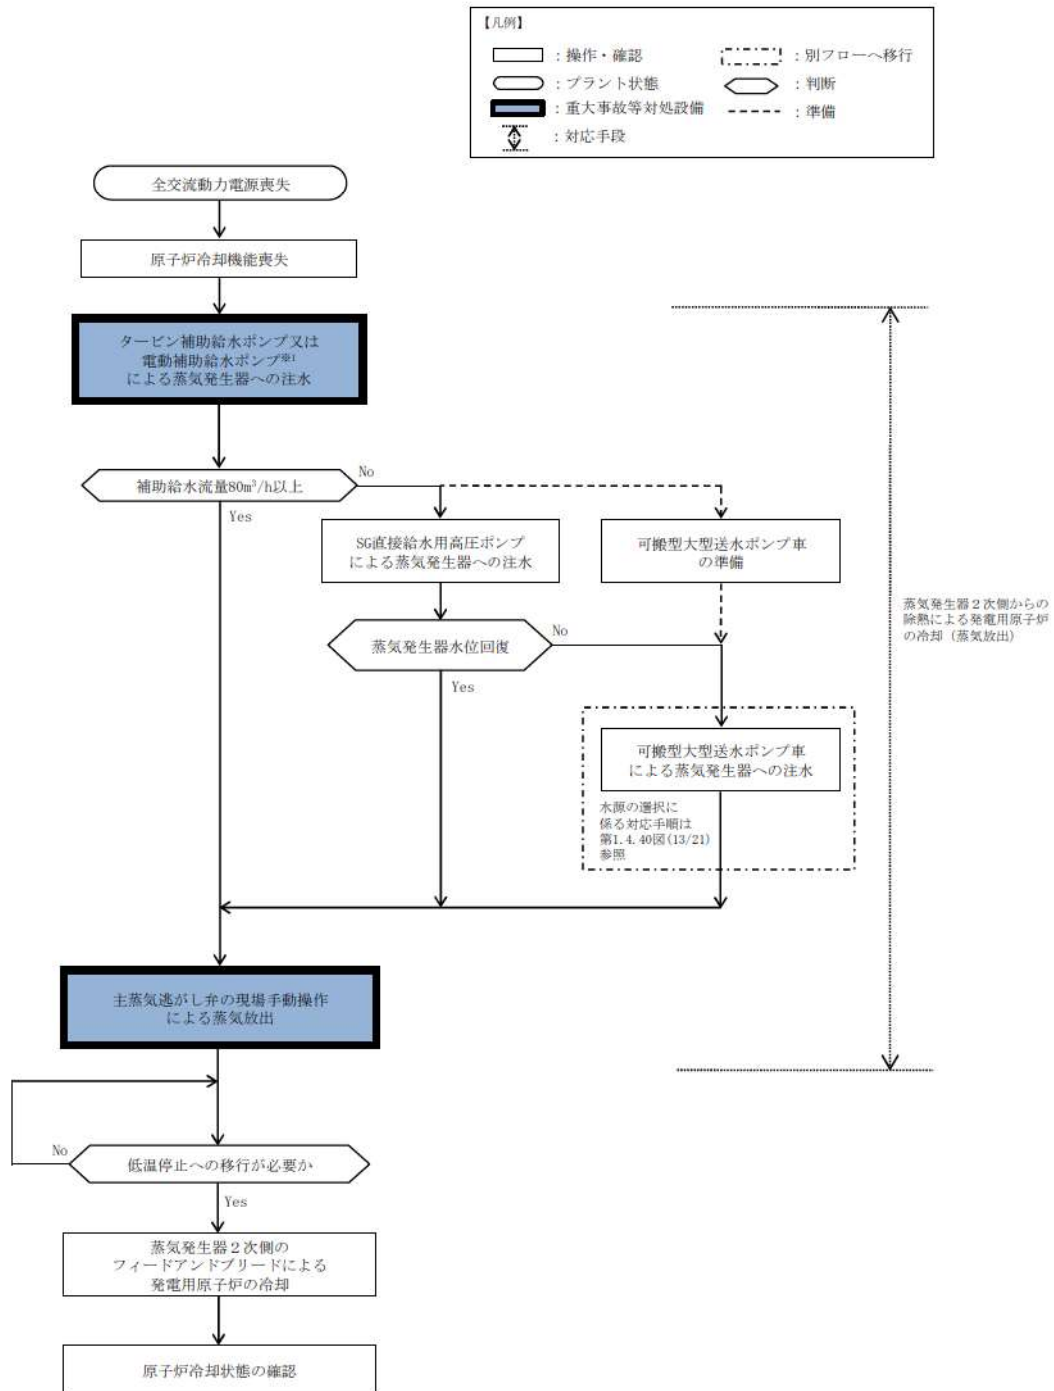 【凡例】
：操作・確認
：別フローへ移行
：プラント状態
：判断
：重大事故等対処設備
：準備
：対応手段
全交流動力電源喪失
原子炉冷却機能喪失
タービン補助給水ポンプ又は
電動補助給水ポンプ※1
による蒸気発生器への注水
補助給水流量80m³/h以上
No
Yes
SG直接給水用高圧ポンプ
による蒸気発生器への注水
可搬型大型送水ポンプ車
の準備
蒸気発生器２次側からの
除熱による発電用原子炉
の冷却（蒸気放出）
蒸気発生器水位回復
No
Yes
可搬型大型送水ポンプ車
による蒸気発生器への注水
水源の選択に
係る対応手順は
第1.4.40図(13/21)
参照
主蒸気逃がし弁の現場手動操作
による蒸気放出
低温停止への移行が必要か
No
Yes
蒸気発生器２次側の
フィードアンドブリードによる
発電用原子炉の冷却
原子炉冷却状態の確認